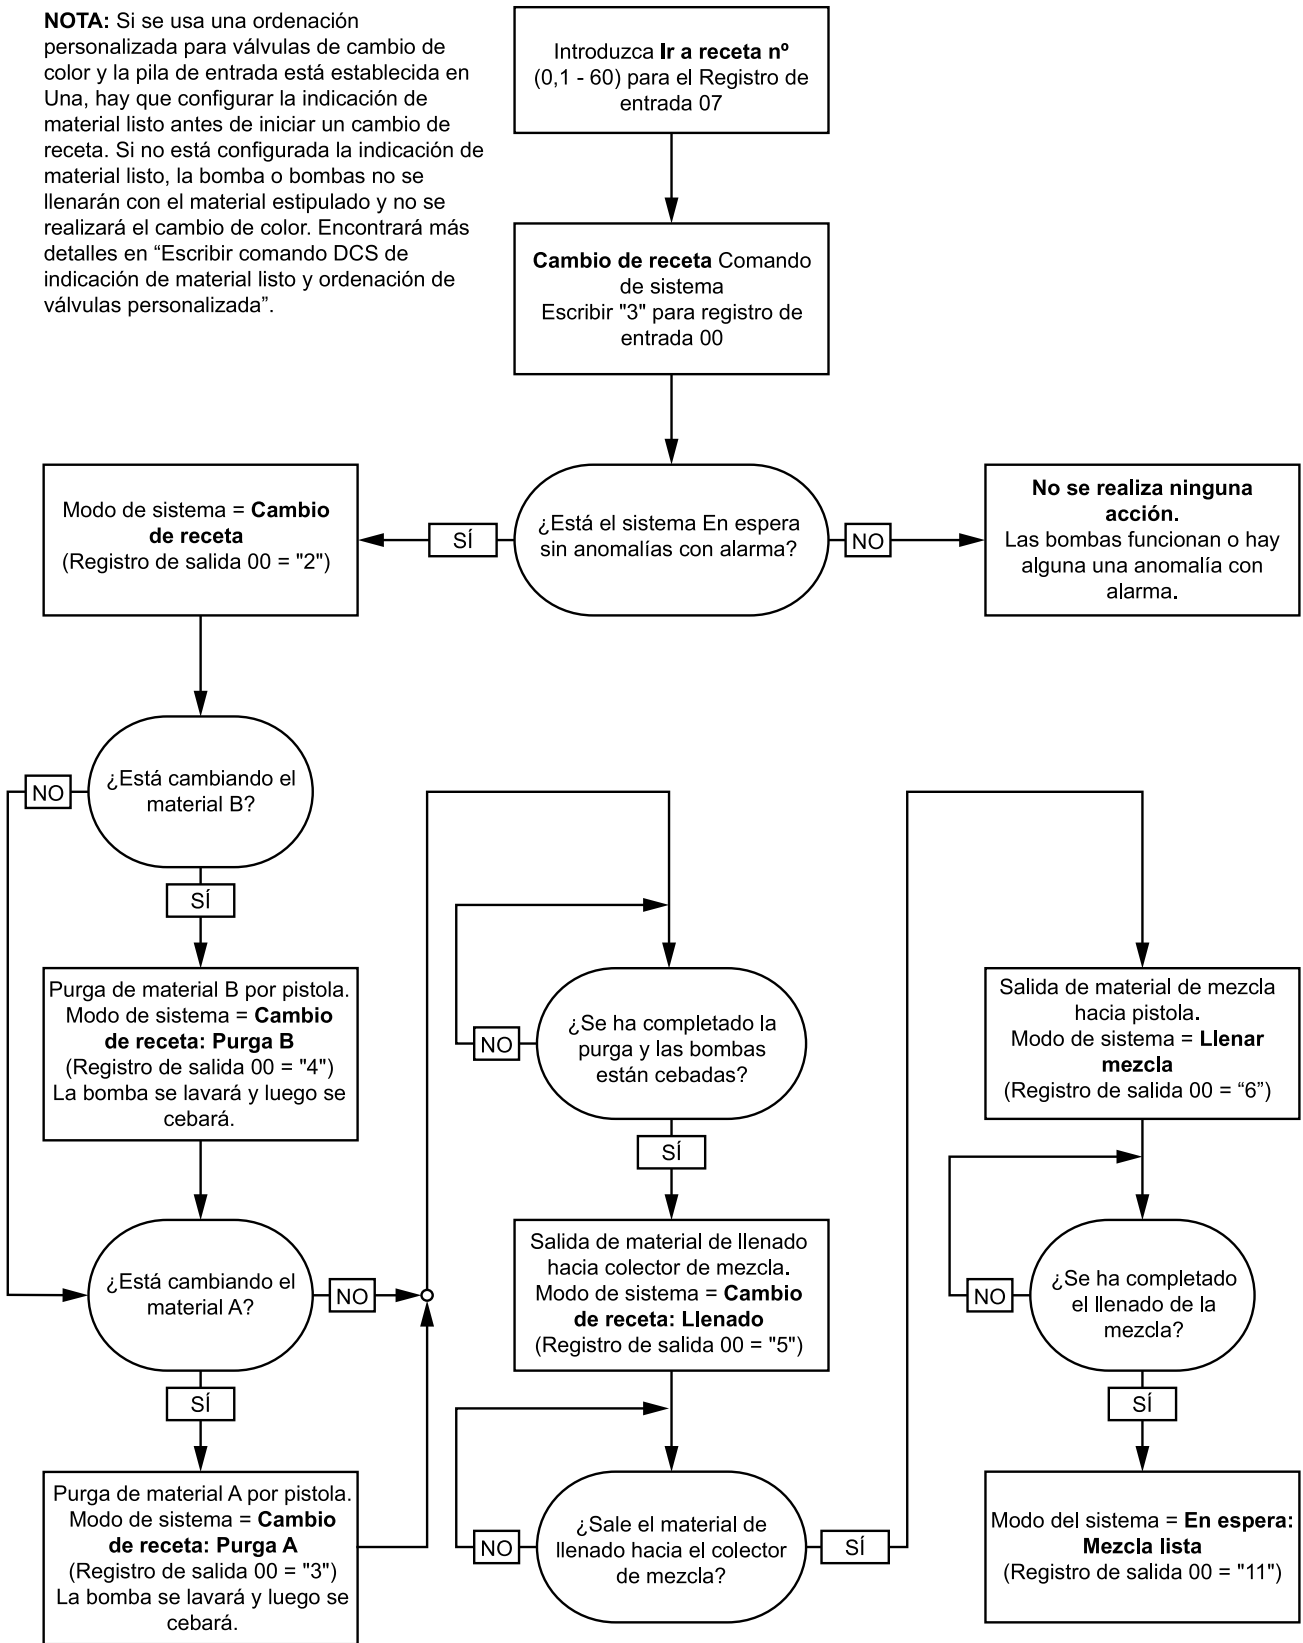 NOTA: Si se usa una ordenación
personalizada para válvulas de cambio de
color y la pila de entrada está establecida en
Una, hay que configurar la indicación de
material listo antes de iniciar un cambio de
receta. Si no está configurada la indicación de
material listo, la bomba o bombas no se
llenarán con el material estipulado y no se
realizará el cambio de color. Encontrará más
detalles en “Escribir comando DCS de
indicación de material listo y ordenación de
válvulas personalizada”.
Introduzca Ir a receta nº
(0,1 - 60) para el Registro de
entrada 07
Cambio de receta Comando
de sistema
Escribir "3" para registro de
entrada 00
¿Está el sistema En espera
sin anomalías con alarma?
SÍ
NO
Modo de sistema = Cambio
de receta
(Registro de salida 00 = "2")
No se realiza ninguna
acción.
Las bombas funcionan o hay
alguna una anomalía con
alarma.
¿Está cambiando el
material B?
NO
SÍ
Purga de material B por pistola.
Modo de sistema = Cambio
de receta: Purga B
(Registro de salida 00 = "4")
La bomba se lavará y luego se
cebará.
¿Está cambiando el
material A?
NO
SÍ
Purga de material A por pistola.
Modo de sistema = Cambio
de receta: Purga A
(Registro de salida 00 = "3")
La bomba se lavará y luego se
cebará.
¿Se ha completado la
purga y las bombas
están cebadas?
NO
SÍ
Salida de material de llenado
hacia colector de mezcla.
Modo de sistema = Cambio
de receta: Llenado
(Registro de salida 00 = "5")
¿Sale el material de
llenado hacia el colector
de mezcla?
NO
SÍ
Salida de material de mezcla
hacia pistola.
Modo de sistema = Llenar
mezcla
(Registro de salida 00 = “6”)
¿Se ha completado
el llenado de la
mezcla?
NO
SÍ
Modo del sistema = En espera:
Mezcla lista
(Registro de salida 00 = "11")